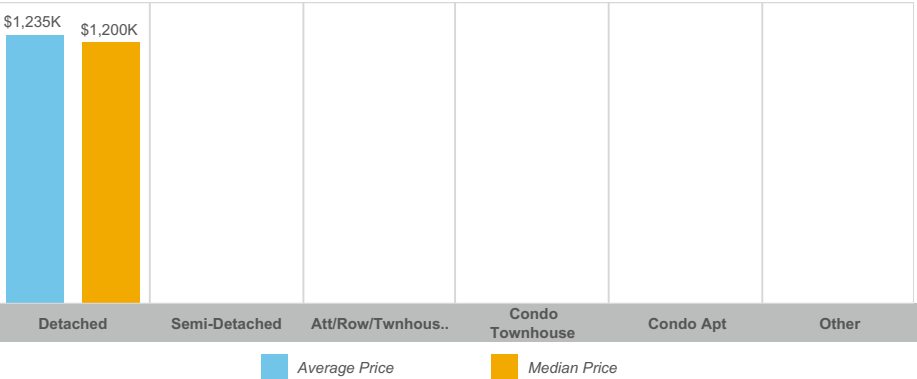 $1,235K
$1,200K
Detached
Semi-Detached
Att/Row/Twnhous..
Condo
Townhouse
Condo Apt
Other
Average Price
Median Price